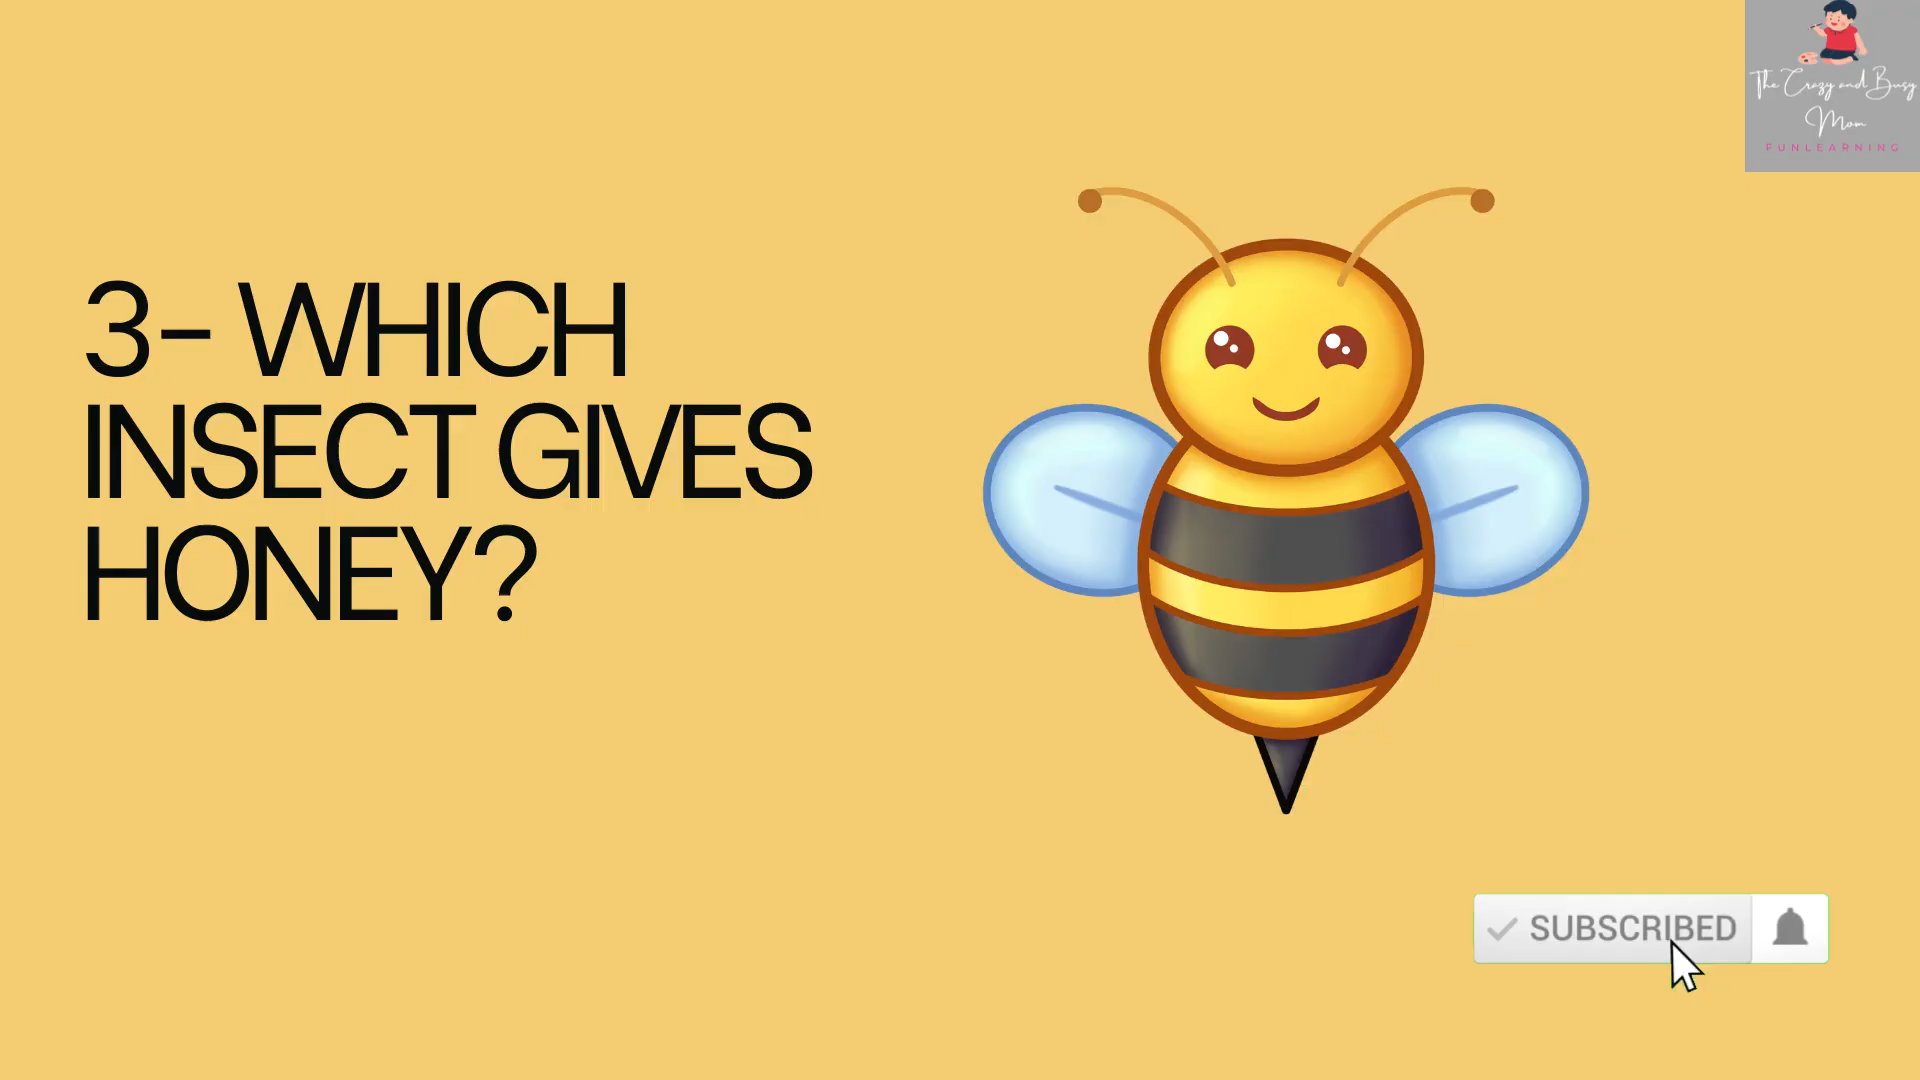 The Crazy and Busy
Mom
FUNLEARNING
3- WHICH
INSECT GIVES
HONEY?
SUBSCRIBED